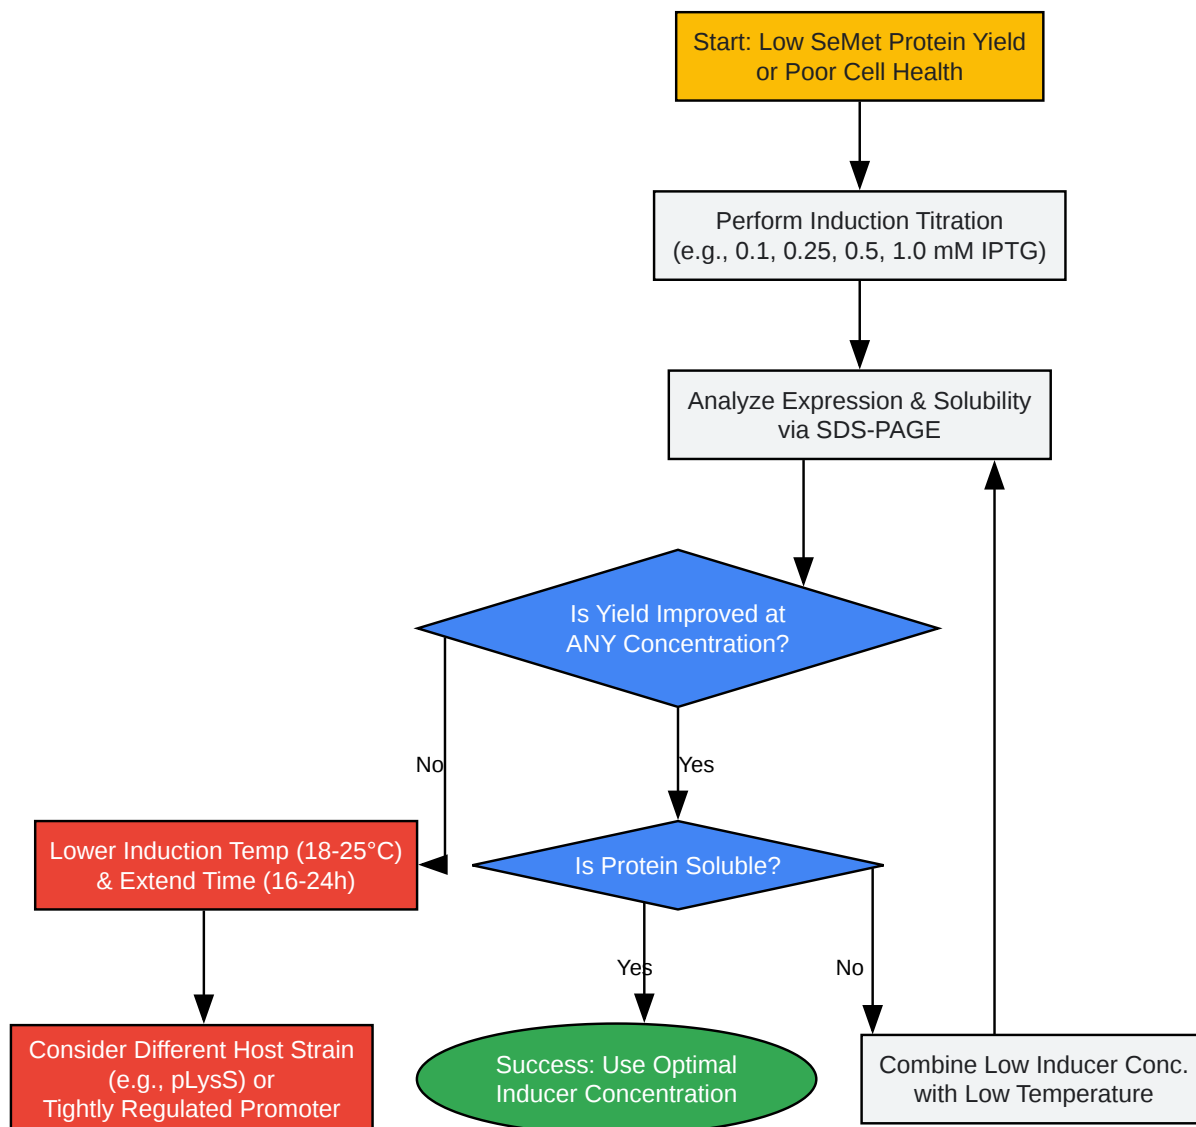 Start: Low SeMet Protein Yield
or Poor Cell Health
Perform Induction Titration
(e.g., 0.1, 0.25, 0.5, 1.0 mM IPTG)
Analyze Expression & Solubility
via SDS-PAGE
Is Yield Improved at
ANY Concentration?
No
Yes
Lower Induction Temp (18-25°C)
& Extend Time (16-24h)
Is Protein Soluble?
Yes
No
Consider Different Host Strain
(e.g., pLysS) or
Tightly Regulated Promoter
Success: Use Optimal
Inducer Concentration
Combine Low Inducer Conc.
with Low Temperature